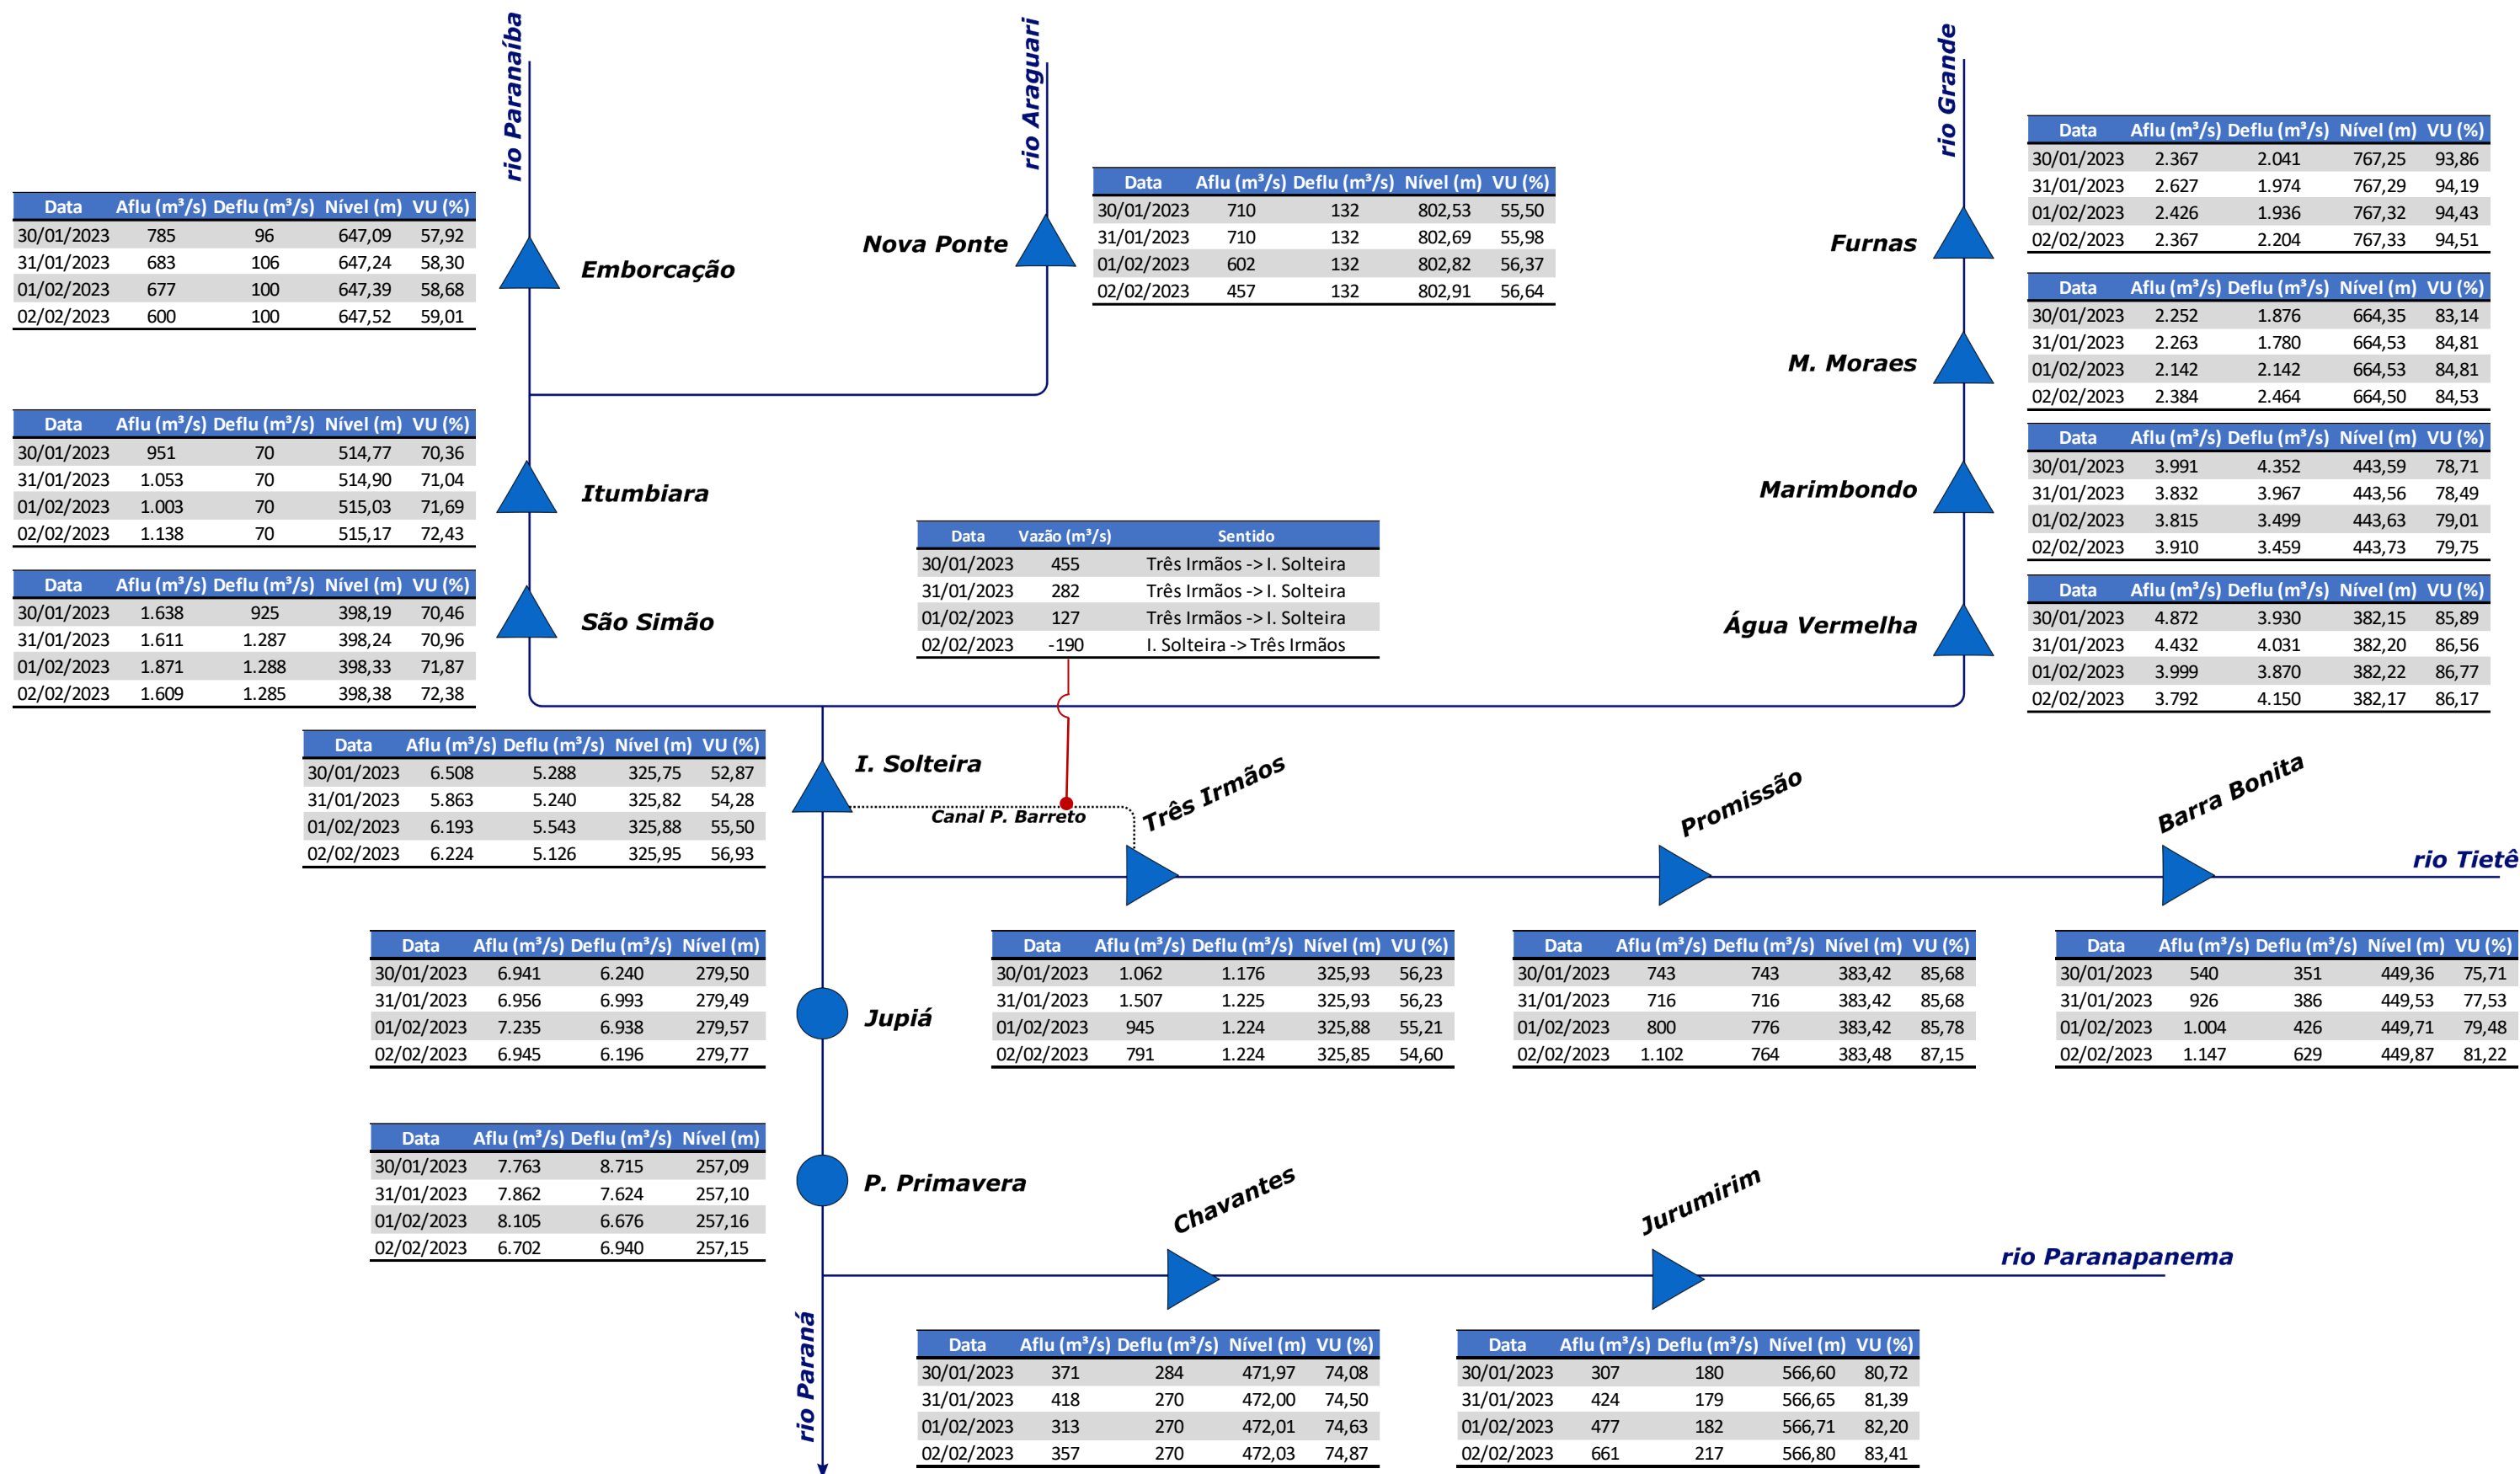 rio Paranaíba
rio Araguari
rio Grande
Data Aflu (m³/s) Deflu (m³/s) Nível (m) VU (%)
30/01/2023 2.367 2.041 767,25 93,86
31/01/2023 2.627 1.974 767,29 94,19
01/02/2023 2.426 1.936 767,32 94,43
02/02/2023 2.367 2.204 767,33 94,51
Furnas
Data Aflu (m³/s) Deflu (m³/s) Nível (m) VU (%)
30/01/2023 710 132 802,53 55,50
31/01/2023 710 132 802,69 55,98
01/02/2023 602 132 802,82 56,37
02/02/2023 457 132 802,91 56,64
Nova Ponte
Data Aflu (m³/s) Deflu (m³/s) Nível (m) VU (%)
30/01/2023 785 96 647,09 57,92
31/01/2023 683 106 647,24 58,30
01/02/2023 677 100 647,39 58,68
02/02/2023 600 100 647,52 59,01
Emborcação
Data Aflu (m³/s) Deflu (m³/s) Nível (m) VU (%)
30/01/2023 2.252 1.876 664,35 83,14
31/01/2023 2.263 1.780 664,53 84,81
01/02/2023 2.142 2.142 664,53 84,81
02/02/2023 2.384 2.464 664,50 84,53
M. Moraes
Data Aflu (m³/s) Deflu (m³/s) Nível (m) VU (%)
30/01/2023 951 70 514,77 70,36
31/01/2023 1.053 70 514,90 71,04
01/02/2023 1.003 70 515,03 71,69
02/02/2023 1.138 70 515,17 72,43
Itumbiara
Data Aflu (m³/s) Deflu (m³/s) Nível (m) VU (%)
30/01/2023 3.991 4.352 443,59 78,71
31/01/2023 3.832 3.967 443,56 78,49
01/02/2023 3.815 3.499 443,63 79,01
02/02/2023 3.910 3.459 443,73 79,75
Marimbondo
Data Vazão (m³/s) Sentido
30/01/2023 455 Três Irmãos -> I. Solteira
31/01/2023 282 Três Irmãos -> I. Solteira
01/02/2023 127 Três Irmãos -> I. Solteira
02/02/2023 -190 I. Solteira -> Três Irmãos
Data Aflu (m³/s) Deflu (m³/s) Nível (m) VU (%)
30/01/2023 1.638 925 398,19 70,46
31/01/2023 1.611 1.287 398,24 70,96
01/02/2023 1.871 1.288 398,33 71,87
02/02/2023 1.609 1.285 398,38 72,38
São Simão
Data Aflu (m³/s) Deflu (m³/s) Nível (m) VU (%)
30/01/2023 4.872 3.930 382,15 85,89
31/01/2023 4.432 4.031 382,20 86,56
01/02/2023 3.999 3.870 382,22 86,77
02/02/2023 3.792 4.150 382,17 86,17
Água Vermelha
Data Aflu (m³/s) Deflu (m³/s) Nível (m) VU (%)
30/01/2023 6.508 5.288 325,75 52,87
31/01/2023 5.863 5.240 325,82 54,28
01/02/2023 6.193 5.543 325,88 55,50
02/02/2023 6.224 5.126 325,95 56,93
I. Solteira
Canal P. Barreto
Três Irmãos
Promissão
Barra Bonita
rio Tietê
Data Aflu (m³/s) Deflu (m³/s) Nível (m)
30/01/2023 6.941 6.240 279,50
31/01/2023 6.956 6.993 279,49
01/02/2023 7.235 6.938 279,57
02/02/2023 6.945 6.196 279,77
Jupiá
Data Aflu (m³/s) Deflu (m³/s) Nível (m) VU (%)
30/01/2023 1.062 1.176 325,93 56,23
31/01/2023 1.507 1.225 325,93 56,23
01/02/2023 945 1.224 325,88 55,21
02/02/2023 791 1.224 325,85 54,60
Data Aflu (m³/s) Deflu (m³/s) Nível (m) VU (%)
30/01/2023 743 743 383,42 85,68
31/01/2023 716 716 383,42 85,68
01/02/2023 800 776 383,42 85,78
02/02/2023 1.102 764 383,48 87,15
Data Aflu (m³/s) Deflu (m³/s) Nível (m) VU (%)
30/01/2023 540 351 449,36 75,71
31/01/2023 926 386 449,53 77,53
01/02/2023 1.004 426 449,71 79,48
02/02/2023 1.147 629 449,87 81,22
Data Aflu (m³/s) Deflu (m³/s) Nível (m)
30/01/2023 7.763 8.715 257,09
31/01/2023 7.862 7.624 257,10
01/02/2023 8.105 6.676 257,16
02/02/2023 6.702 6.940 257,15
P. Primavera
Chavantes
Jurumirim
rio Paranapanema
rio Paraná
Data Aflu (m³/s) Deflu (m³/s) Nível (m) VU (%)
30/01/2023 371 284 471,97 74,08
31/01/2023 418 270 472,00 74,50
01/02/2023 313 270 472,01 74,63
02/02/2023 357 270 472,03 74,87
Data Aflu (m³/s) Deflu (m³/s) Nível (m) VU (%)
30/01/2023 307 180 566,60 80,72
31/01/2023 424 179 566,65 81,39
01/02/2023 477 182 566,71 82,20
02/02/2023 661 217 566,80 83,41